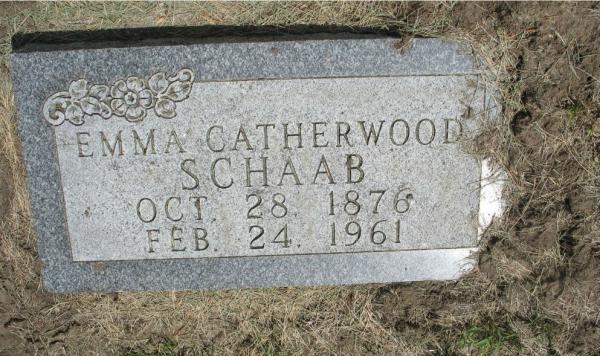 EMMA CATHERWOOD
SCHAAB
OCT. 28. 1876
FEB. 24. 1961